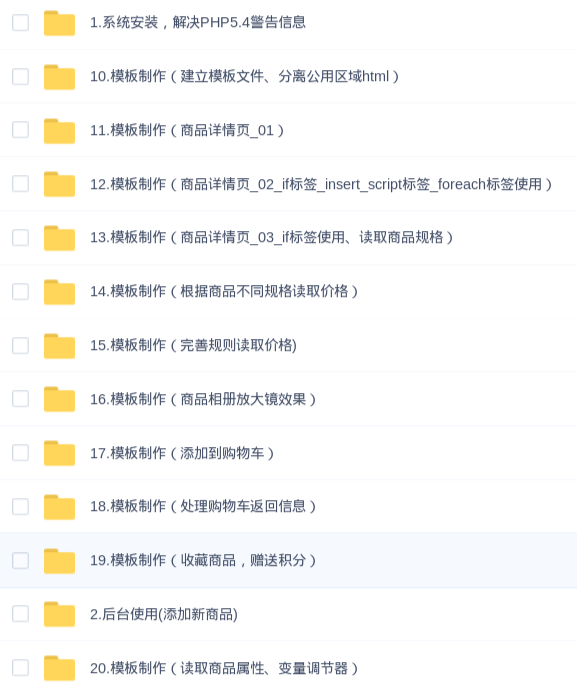 1.系统安装，解决PHP5.4警告信息
10.模板制作（建立模板文件、分离公用区域html）
11.模板制作（商品详情页_01）
12.模板制作（商品详情页_02_if标签_insert_script标签_foreach标签使用）
13.模板制作（商品详情页_03_if标签使用、读取商品规格）
14.模板制作（根据商品不同规格读取价格）
15.模板制作（完善规则读取价格)
16.模板制作（商品相册放大镜效果）
17.模板制作（添加到购物车）
18.模板制作（处理购物车返回信息）
19.模板制作（收藏商品，赠送积分）
2.后台使用(添加新商品)
20.模板制作（读取商品属性、变量调节器）